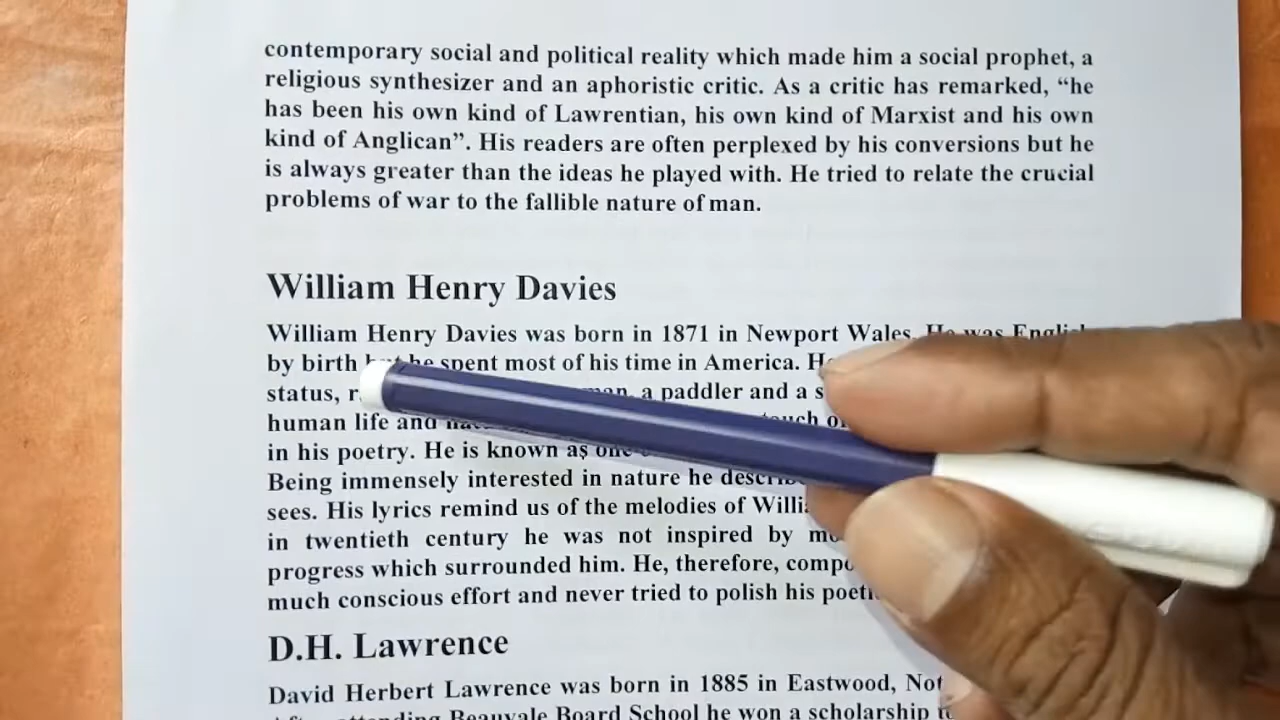 contemporary social and political reality which made him a social prophet, a
religious synthesizer and an aphoristic critic. As a critic has remarked, “he
has been his own kind of Lawrentian, his own kind of Marxist and his own
kind of Anglican”. His readers are often perplexed by his conversions but he
is always greater than the ideas he played with. He tried to relate the crucial
problems of war to the fallible nature of man.
William Henry Davies
William Henry Davies was born in 1871 in Newport Wales. He was English
by birth but he spent most of his time in America.
status, a paddler and a
human life and
in his poetry. He is known as one
Being immensely interested in nature he
sees. His lyrics remind us of the melodies of
in twentieth century he was not inspired by
progress which surrounded him. He, therefore,
much conscious effort and never tried to polish his
D.H. Lawrence
David Herbert Lawrence was born in 1885 in Eastwood,
After attending Beauvale Board School he won a scholarship